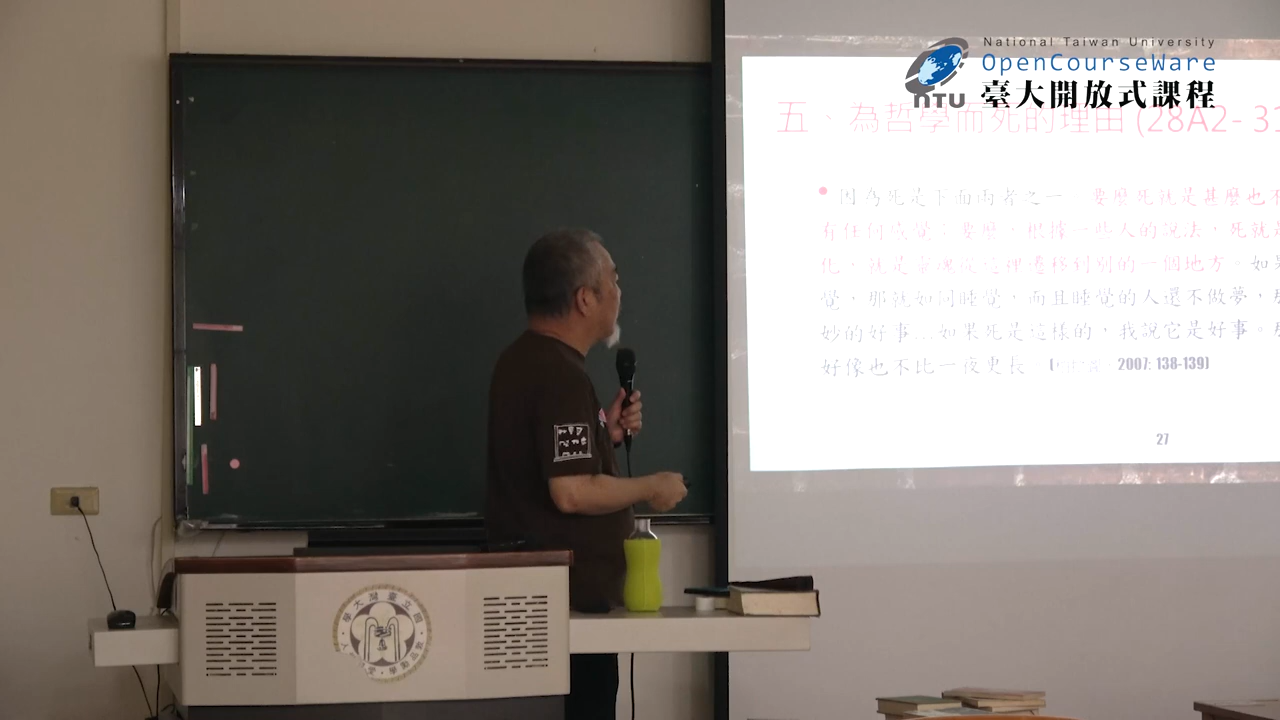 National Taiwan University
OpenCourseWare
NTU 臺大開放式課程
五、為哲學而死的理由 (28A2- 31
因為死是下面兩者之一 要麼死就是甚麼也不
有任何感覺；要麼，根據一些人的說法，死就是
化、就是靈魂從這裡遷移到別的一個地方。如果
覺，那就如同睡覺，而且睡覺的人還不做夢，
妙的好事...如果死是這樣的，我說它是好事。
好像也不比一夜更長。( 2007: 138-139)
27